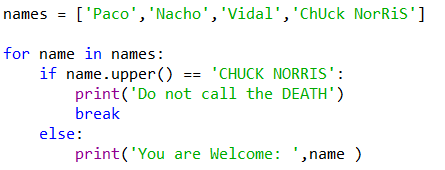 names = ['Paco','Nacho','Vidal','ChUck NorRiS']
for name in names:
    if name.upper() == 'CHUCK NORRIS':
        print('Do not call the DEATH')
        break
    else:
        print('You are Welcome: ',name )